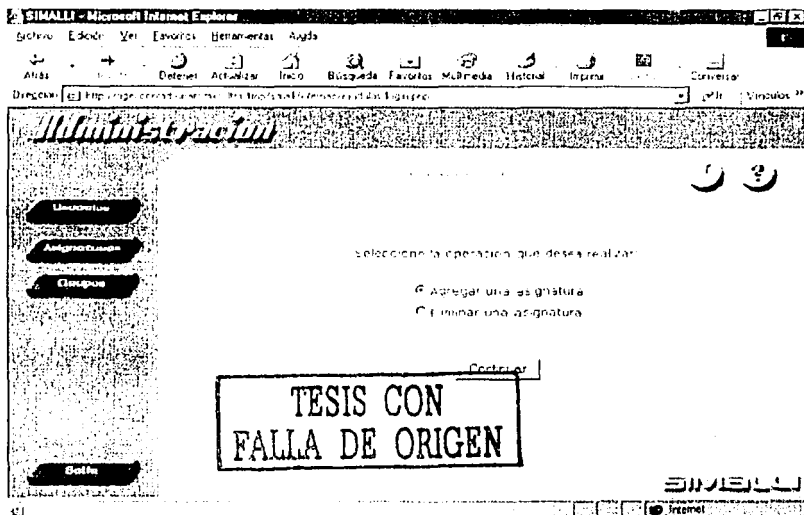 SIMALLI - Microsoft Internet Explorer
Archivo Edición Ver Favoritos Herramientas Ayuda
Atrás Detener Actualizar Inicio Búsqueda Favoritos Multimedia Historial Imprimir Conversar
Dirección Ir Vínculos »
Administración
Usuarios
Asignaturas
Grupos
Seleccione la operación que desea realizar:
Agregar una asignatura
Eliminar una asignatura
Continuar
TESIS CON
FALLA DE ORIGEN
Salir
SIMALLI
Internet